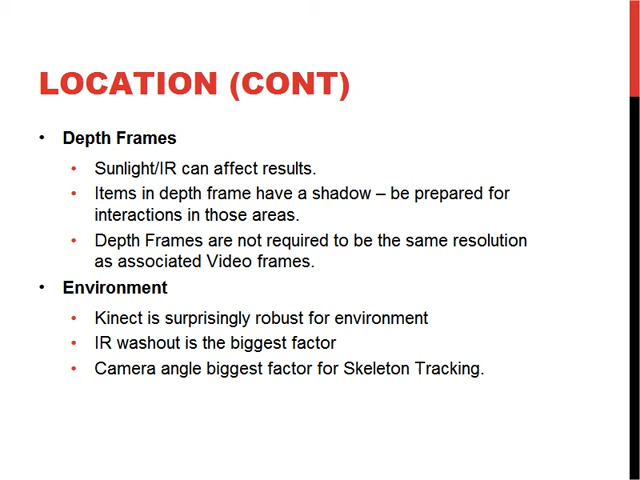 LOCATION (CONT)
• Depth Frames
• Sunlight/IR can affect results.
• Items in depth frame have a shadow – be prepared for
interactions in those areas.
• Depth Frames are not required to be the same resolution
as associated Video frames.
• Environment
• Kinect is surprisingly robust for environment
• IR washout is the biggest factor
• Camera angle biggest factor for Skeleton Tracking.